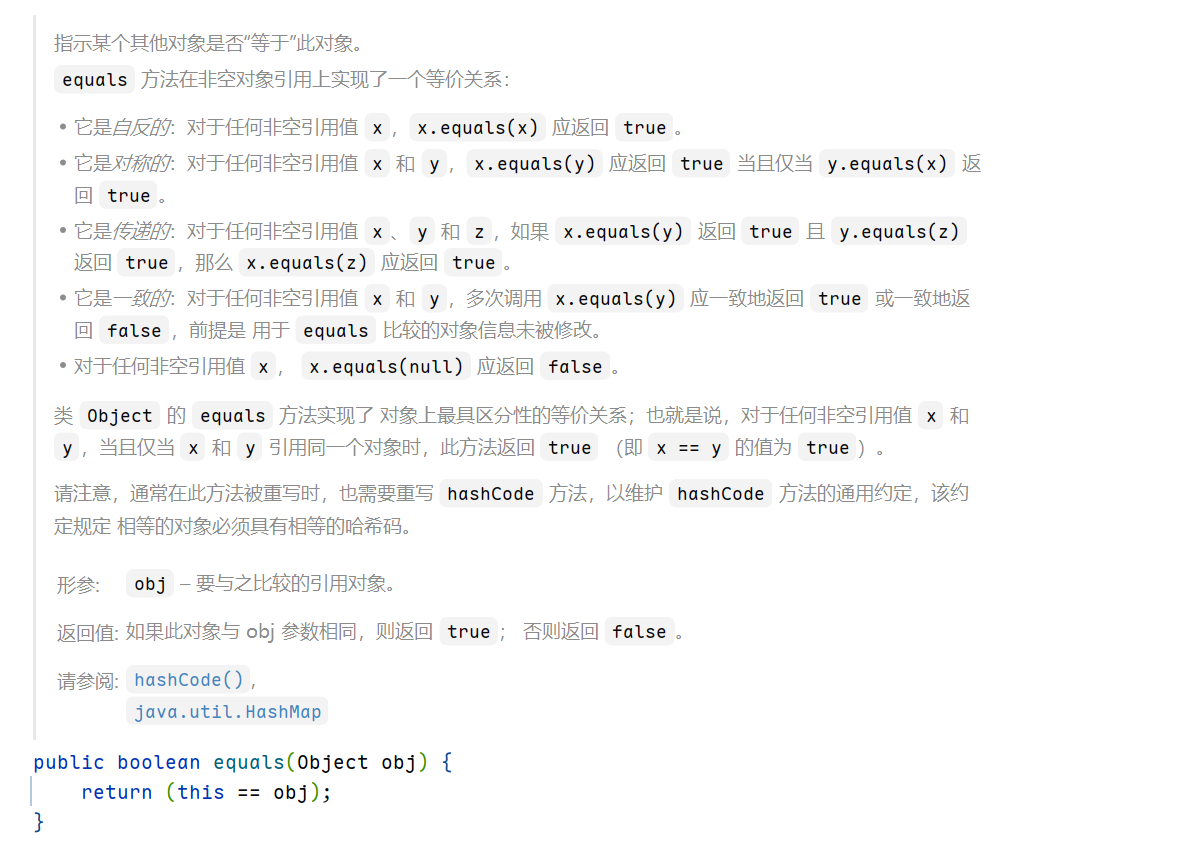 指示某个其他对象是否“等于”此对象。
equals 方法在非空对象引用上实现了一个等价关系：
• 它是自反的：对于任何非空引用值 x ， x.equals(x) 应返回 true 。
• 它是对称的：对于任何非空引用值 x 和 y ， x.equals(y) 应返回 true 当且仅当 y.equals(x) 返
回 true 。
• 它是传递的：对于任何非空引用值 x 、 y 和 z ，如果 x.equals(y) 返回 true 且 y.equals(z)
返回 true ，那么 x.equals(z) 应返回 true 。
• 它是一致的：对于任何非空引用值 x 和 y ，多次调用 x.equals(y) 应一致地返回 true 或一致地返
回 false ，前提是 用于 equals 比较的对象信息未被修改。
• 对于任何非空引用值 x ， x.equals(null) 应返回 false 。
类 Object 的 equals 方法实现了 对象上最具区分性的等价关系；也就是说，对于任何非空引用值 x 和
y ，当且仅当 x 和 y 引用同一个对象时，此方法返回 true （即 x == y 的值为 true ）。
请注意，通常在此方法被重写时，也需要重写 hashCode 方法，以维护 hashCode 方法的通用约定，该约
定规定 相等的对象必须具有相等的哈希码。
形参: obj – 要与之比较的引用对象。
返回值: 如果此对象与 obj 参数相同，则返回 true ； 否则返回 false 。
请参阅: hashCode(),
java.util.HashMap
public boolean equals(Object obj) {
    return (this == obj);
}